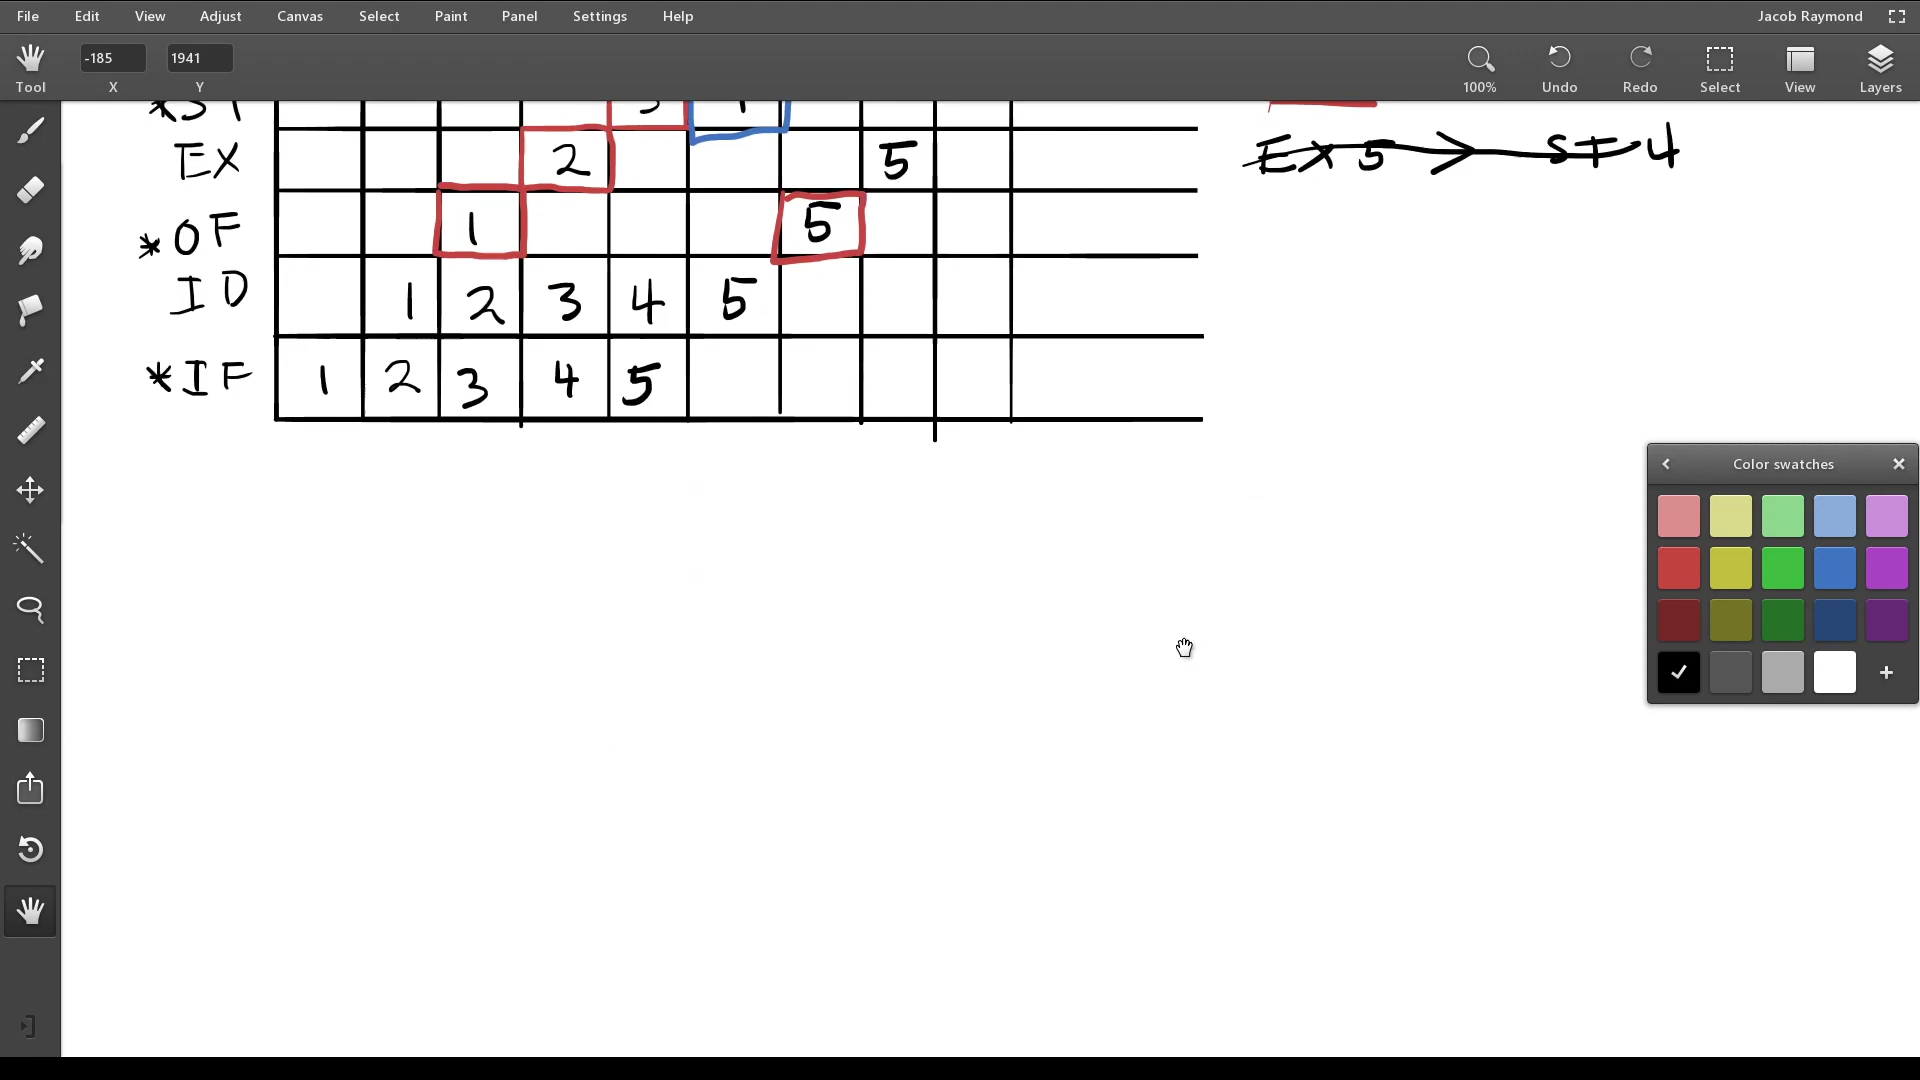 File Edit View Adjust Canvas Select Paint Panel Settings Help Jacob Raymond
-185 1941
Tool X Y 100% Undo Redo Select View Layers
EX 2 5
EX 5 > ST 4
*OF 1 5
ID 1 2 3 4 5
*IF 1 2 3 4 5
Color swatches